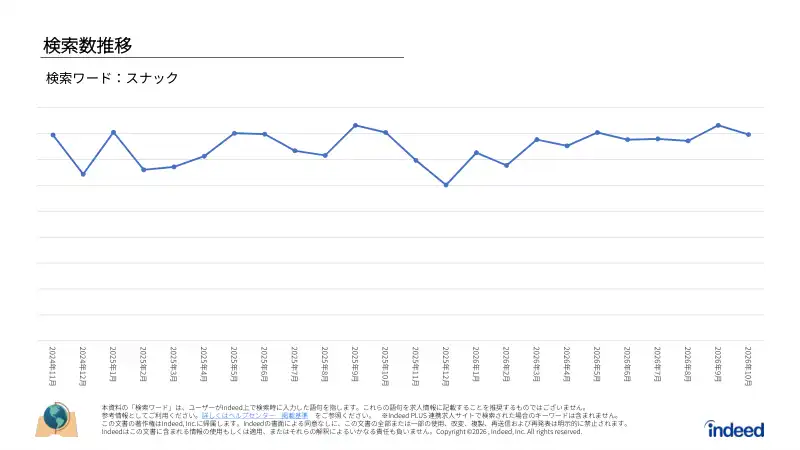 検索数推移
検索ワード：スナック
2024年11月
2024年12月
2025年1月
2025年2月
2025年3月
2025年4月
2025年5月
2025年6月
2025年7月
2025年8月
2025年9月
2025年10月
2025年11月
2025年12月
2026年1月
2026年2月
2026年3月
2026年4月
2026年5月
2026年6月
2026年7月
2026年8月
2026年9月
2026年10月
本資料の「検索ワード」は、ユーザーがIndeed上で検索時に入力した語句を指します。これらの語句を求人情報に記載することを推奨するものではございません。
参考情報としてご利用ください。詳しくはヘルプセンター 掲載基準 をご参照ください。 ※Indeed PLUS 連携求人サイトで検索された場合のキーワードは含まれません。
この文書の著作権はIndeed, Inc.に帰属します。Indeedの書面による同意なしに、この文書の全部または一部の使用、改変、複製、再送信および再発表は明示的に禁止されます。
Indeedはこの文書に含まれる情報の使用もしくは適用、またはそれらの解釈によるいかなる責任も負いません。Copyright ©2026 , Indeed, Inc. All rights reserved.
indeed